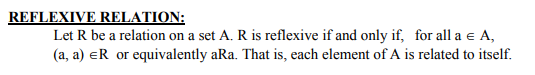 REFLEXIVE RELATION:
Let R be a relation on a set A. R is reflexive if and only if, for all a ∈ A,
(a, a) ∈R or equivalently aRa. That is, each element of A is related to itself.